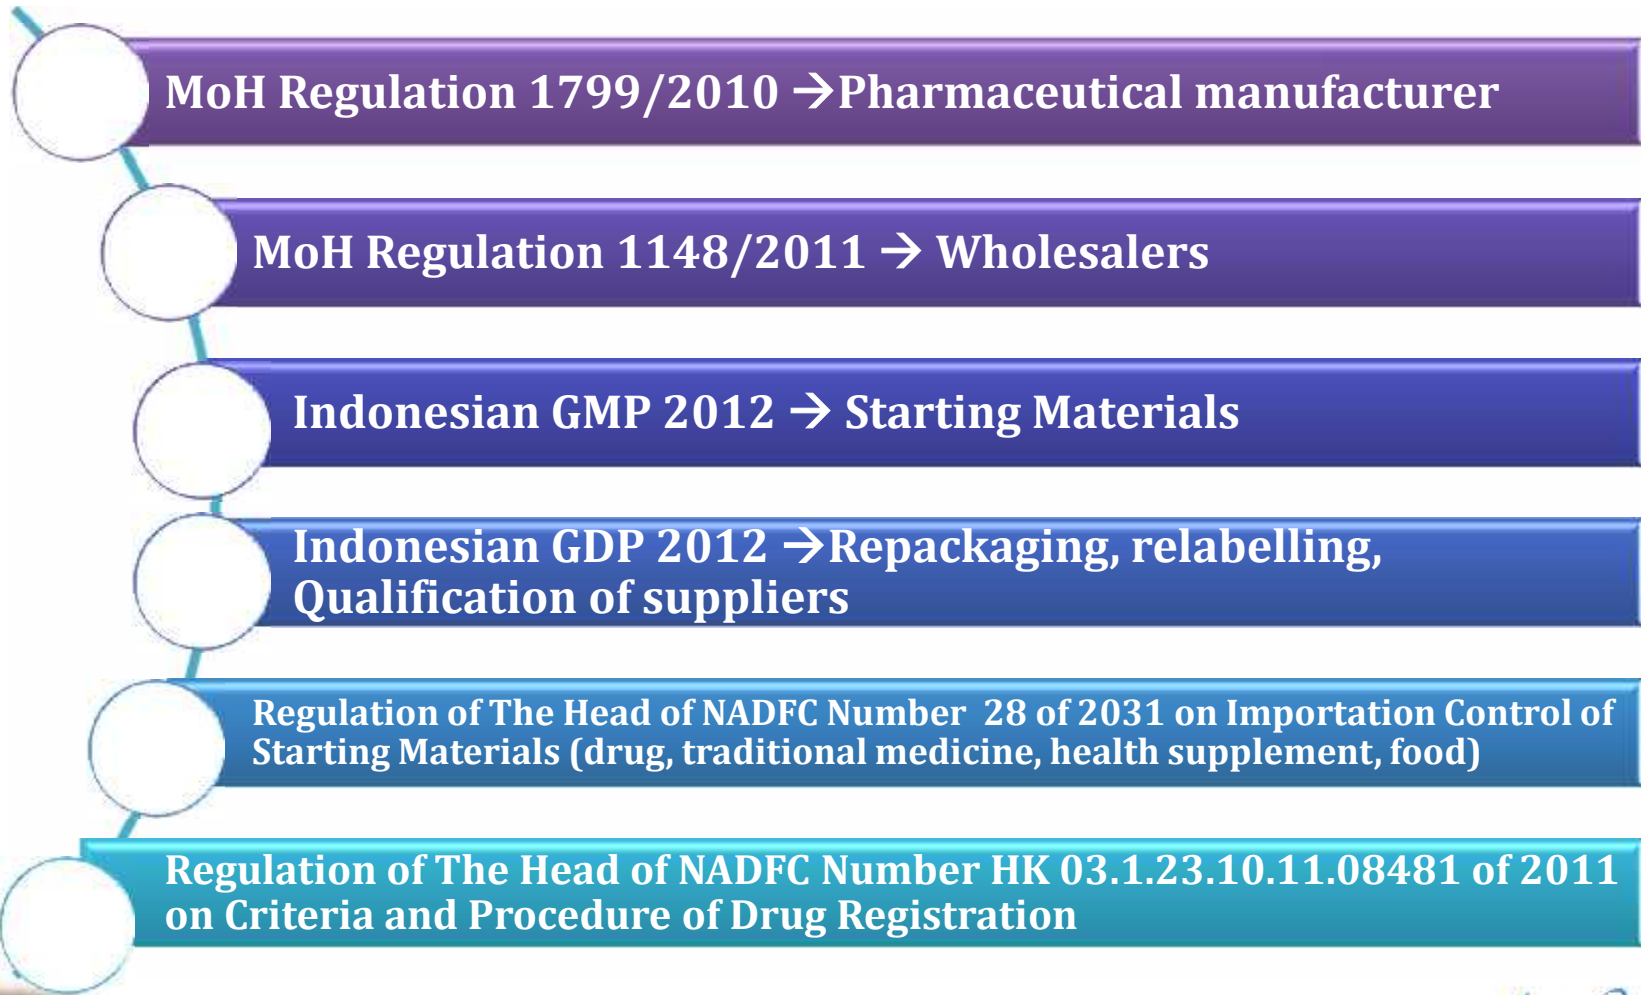 MoH Regulation 1799/2010 →Pharmaceutical manufacturer
MoH Regulation 1148/2011 → Wholesalers
Indonesian GMP 2012 → Starting Materials
Indonesian GDP 2012 →Repackaging, relabelling,
Qualification of suppliers
Regulation of The Head of NADFC Number 28 of 2031 on Importation Control of
Starting Materials (drug, traditional medicine, health supplement, food)
Regulation of The Head of NADFC Number HK 03.1.23.10.11.08481 of 2011
on Criteria and Procedure of Drug Registration